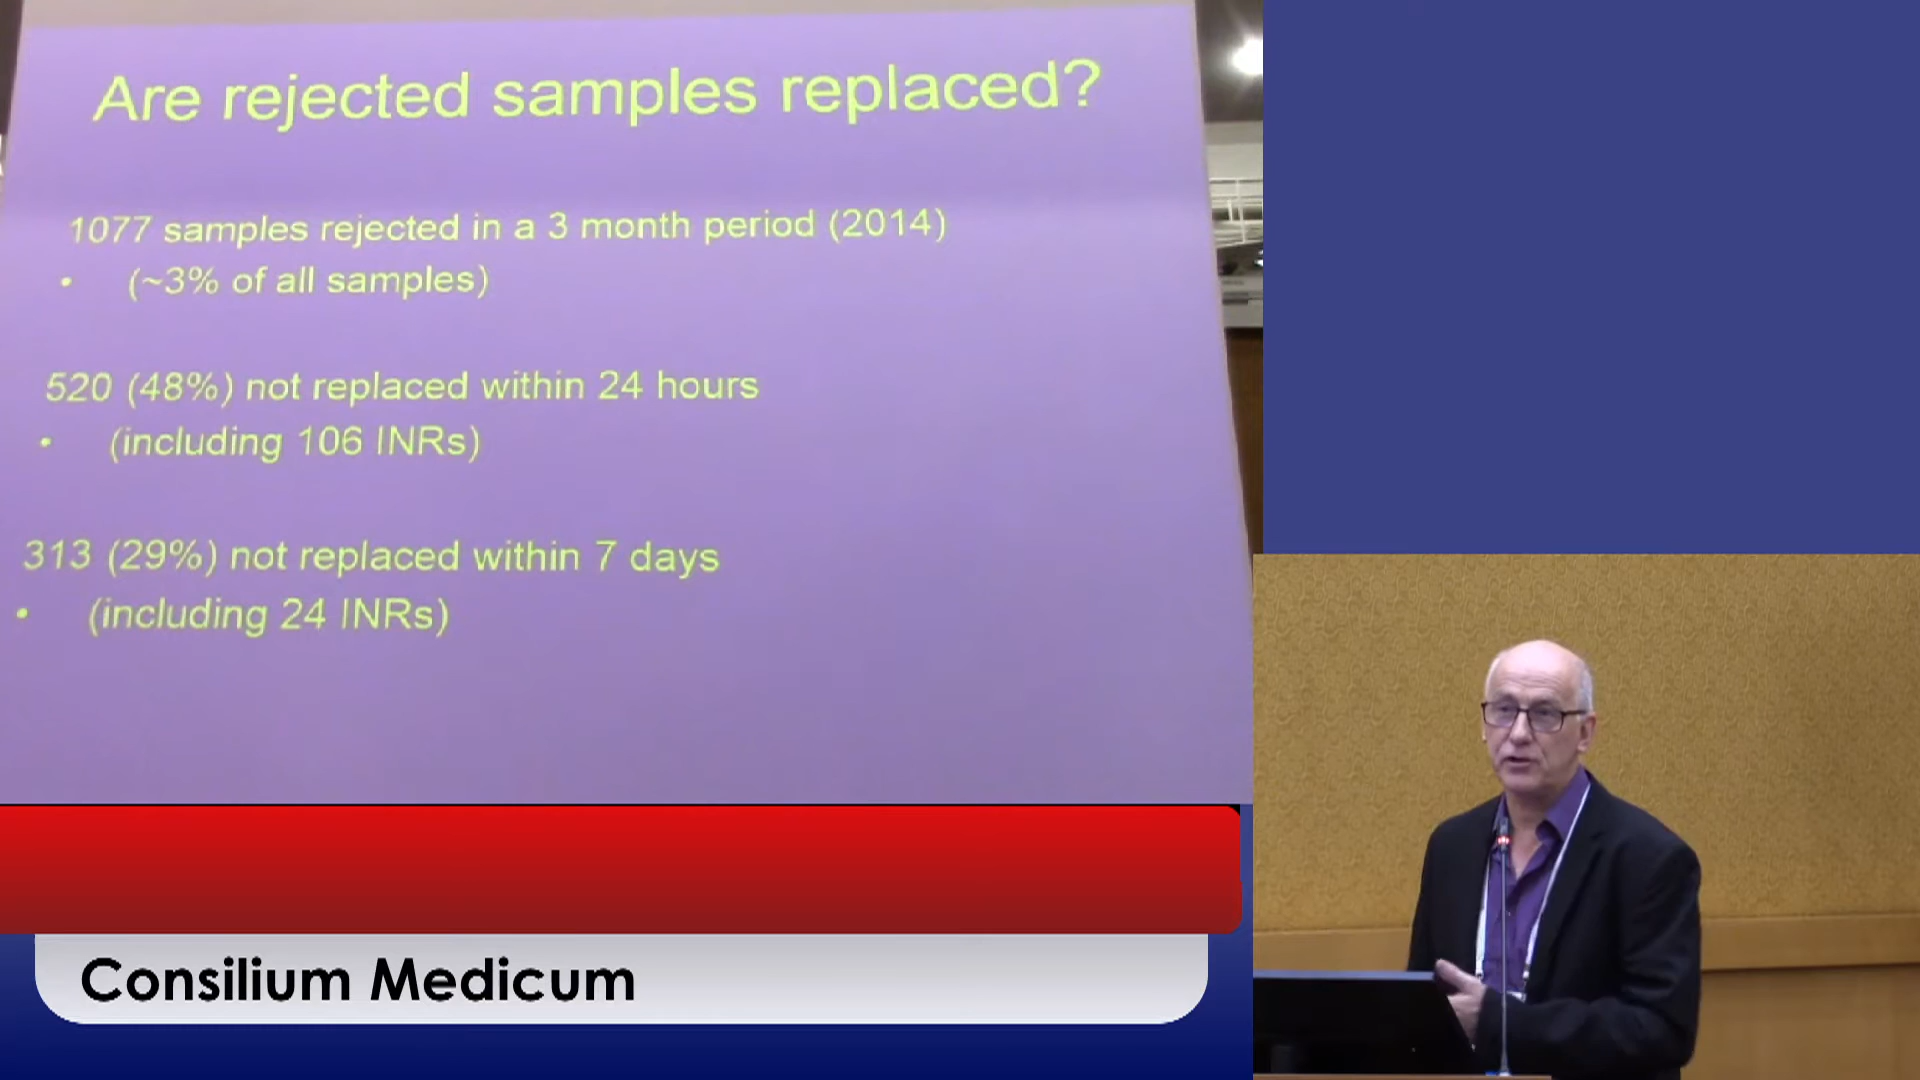 Are rejected samples replaced?
1077 samples rejected in a 3 month period (2014)
• (~3% of all samples)
520 (48%) not replaced within 24 hours
• (including 106 INRs)
313 (29%) not replaced within 7 days
• (including 24 INRs)
Consilium Medicum